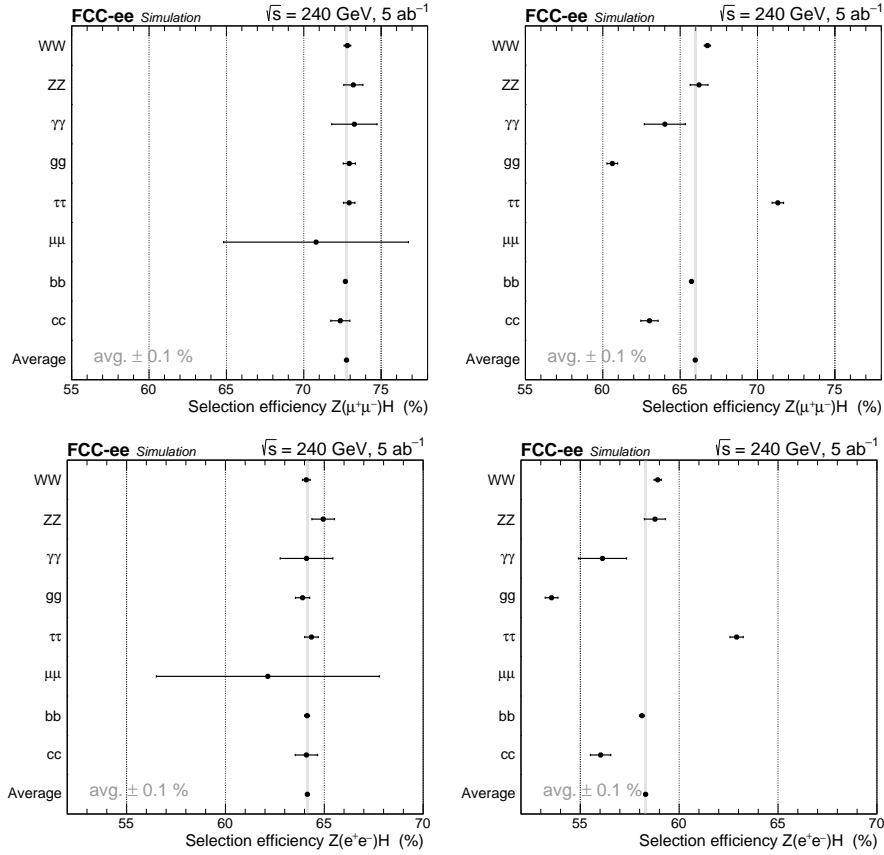 FCC-ee Simulation √s = 240 GeV, 5 ab⁻¹
WW
ZZ
γγ
gg
ττ
μμ
bb
cc
Average
avg. ± 0.1 %
55 60 65 70 75
Selection efficiency Z(μ⁺μ⁻)H (%)
FCC-ee Simulation √s = 240 GeV, 5 ab⁻¹
WW
ZZ
γγ
gg
ττ
μμ
bb
cc
Average
avg. ± 0.1 %
55 60 65 70 75
Selection efficiency Z(μ⁺μ⁻)H (%)
FCC-ee Simulation √s = 240 GeV, 5 ab⁻¹
WW
ZZ
γγ
gg
ττ
μμ
bb
cc
Average
avg. ± 0.1 %
55 60 65 70
Selection efficiency Z(e⁺e⁻)H (%)
FCC-ee Simulation √s = 240 GeV, 5 ab⁻¹
WW
ZZ
γγ
gg
ττ
μμ
bb
cc
Average
avg. ± 0.1 %
55 60 65 70
Selection efficiency Z(e⁺e⁻)H (%)